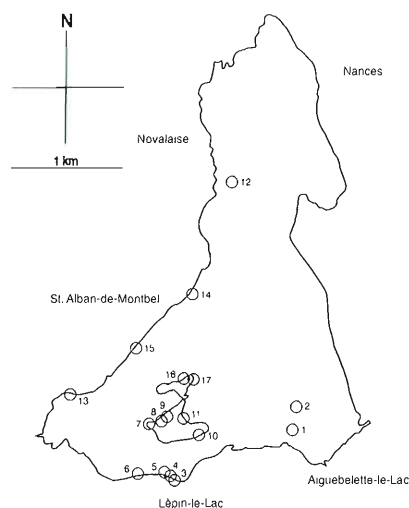 N
Nances
Novalaise
1 km
12
St. Alban-de-Montbel
14
15
16
17
13
2
9
8
7
11
1
10
6
5
4
3
Aiguebelette-le-Lac
Lèpin-le-Lac